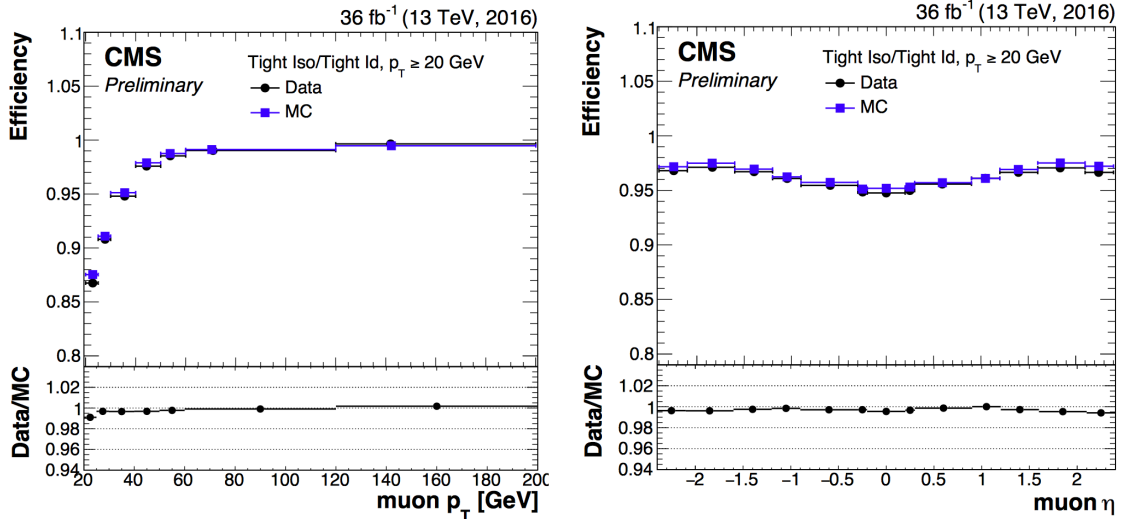 36 fb⁻¹ (13 TeV, 2016)
Efficiency
1.1
1.05
1
0.95
0.9
0.85
0.8
CMS
Preliminary
Tight Iso/Tight Id, p_T ≥ 20 GeV
Data
MC
Data/MC
1.02
1
0.98
0.96
0.94
20 40 60 80 100 120 140 160 180 200
muon p_T [GeV]
36 fb⁻¹ (13 TeV, 2016)
Efficiency
1.1
1.05
1
0.95
0.9
0.85
0.8
CMS
Preliminary
Tight Iso/Tight Id, p_T ≥ 20 GeV
Data
MC
Data/MC
1.02
1
0.98
0.96
0.94
−2 −1.5 −1 −0.5 0 0.5 1 1.5 2
muon η